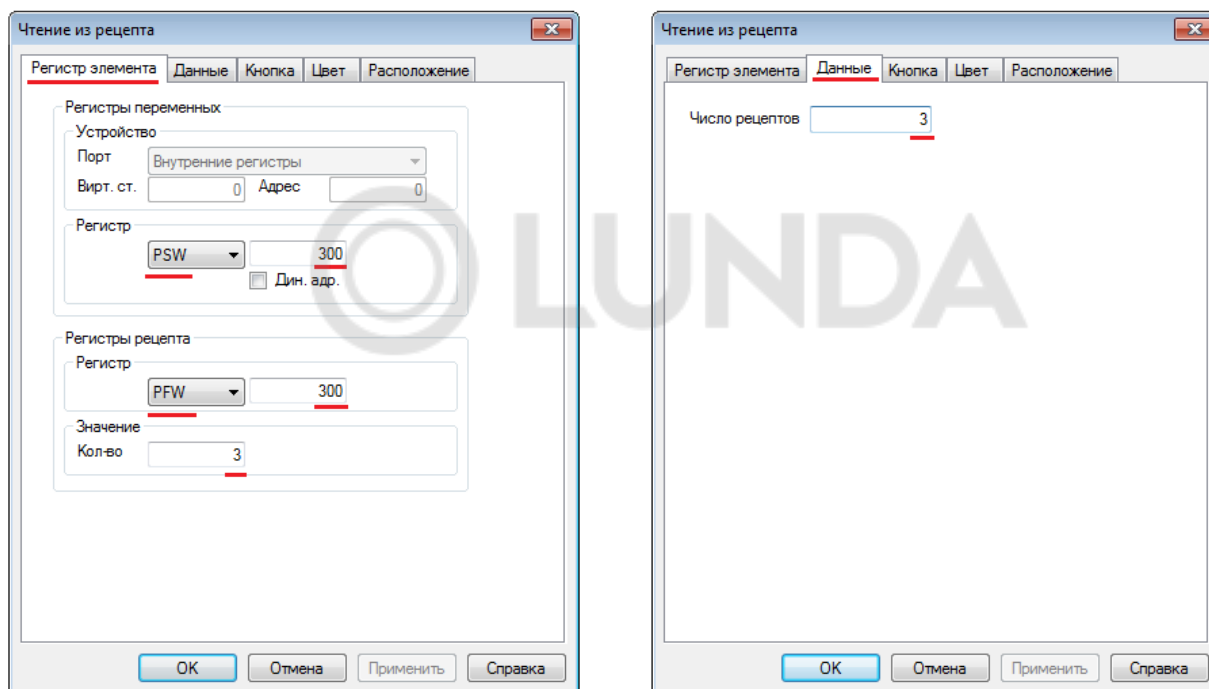 Чтение из рецепта
Регистр элемента Данные Кнопка Цвет Расположение
Регистры переменных
Устройство
Порт Внутренние регистры
Вирт. ст. 0 Адрес 0
Регистр
PSW 300
Дин. адр.
Регистры рецепта
Регистр
PFW 300
Значение
Кол-во 3
OK Отмена Применить Справка
Чтение из рецепта
Регистр элемента Данные Кнопка Цвет Расположение
Число рецептов 3
OK Отмена Применить Справка
LUNDA